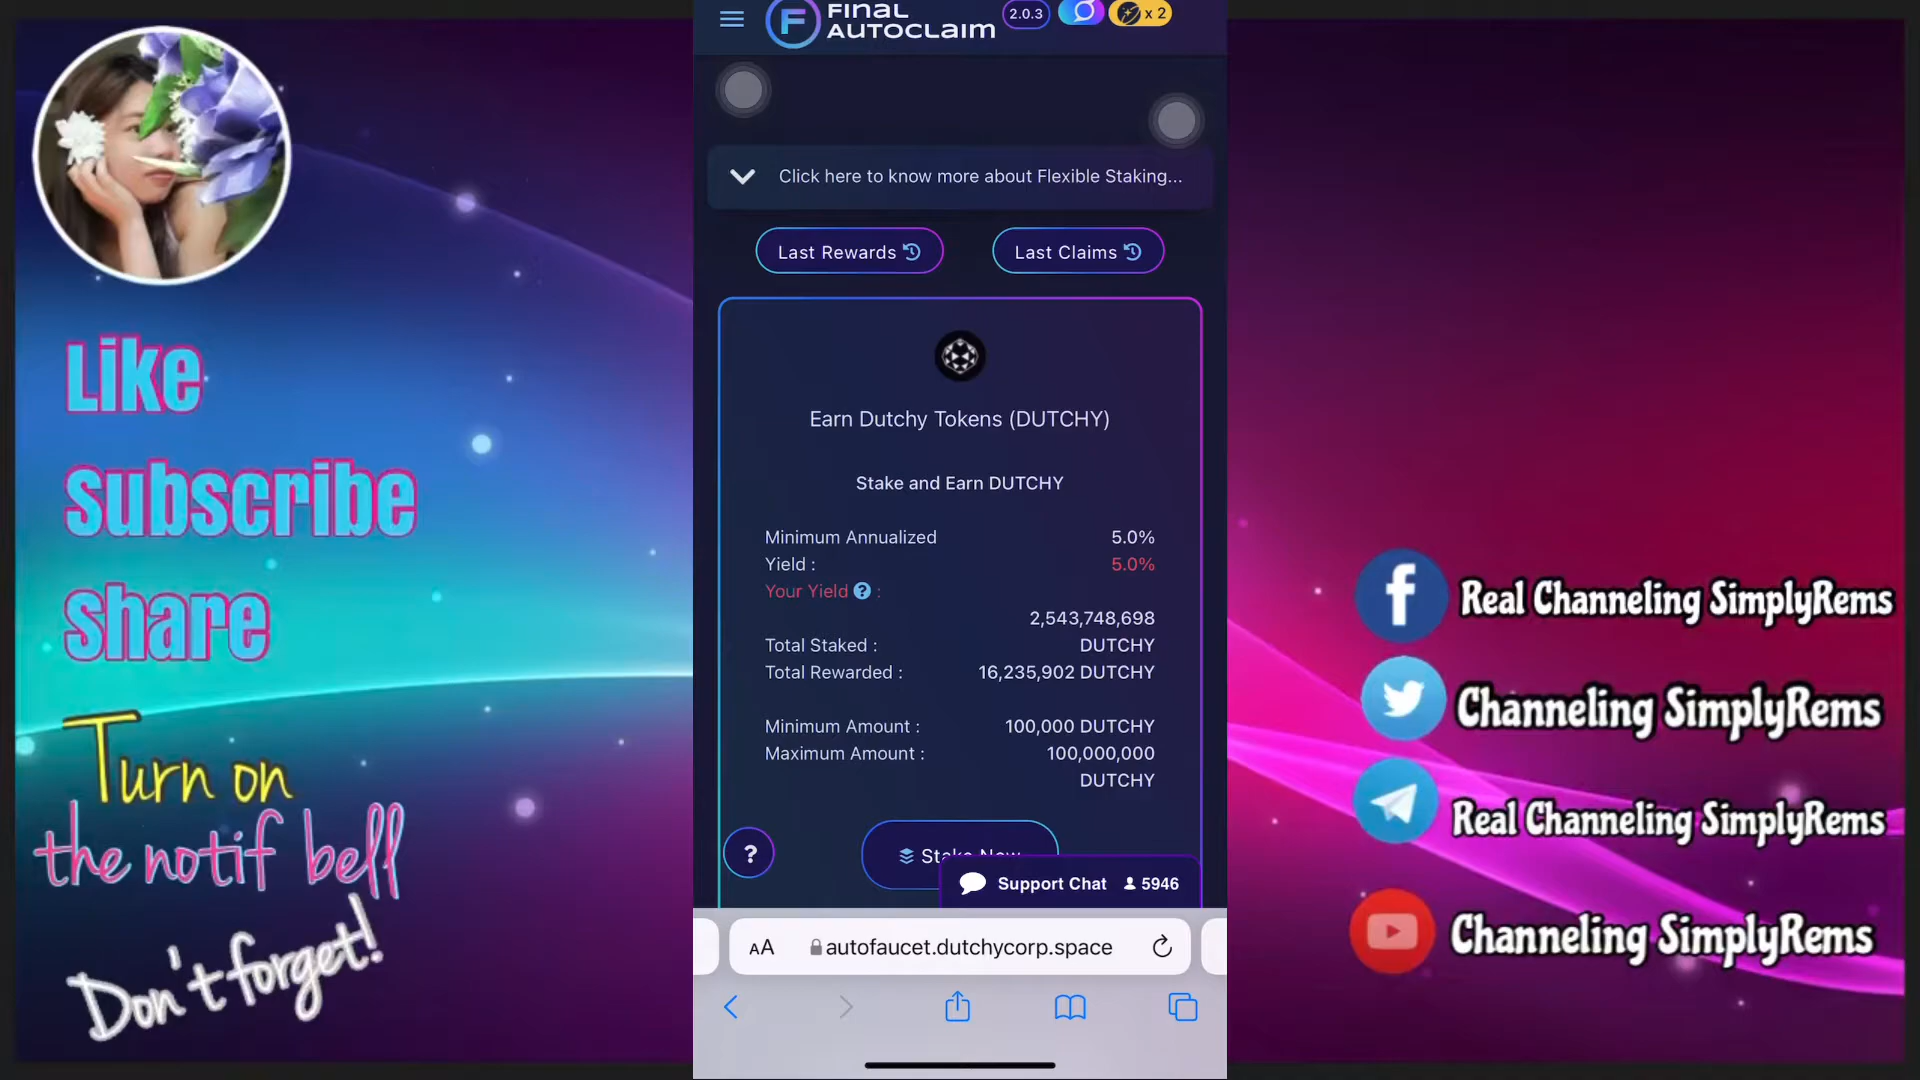 Like
Subscribe
Share
Turn on
the notif bell
Don't forget!
FINAL
AUTOCLAIM
2.0.3
x 2
Click here to know more about Flexible Staking...
Last Rewards
Last Claims
Earn Dutchy Tokens (DUTCHY)
Stake and Earn DUTCHY
Minimum Annualized 5.0%
Yield : 5.0%
Your Yield ? :
2,543,748,698
Total Staked : DUTCHY
Total Rewarded : 16,235,902 DUTCHY
Minimum Amount : 100,000 DUTCHY
Maximum Amount : 100,000,000
DUTCHY
?
Stake Now
Support Chat 5946
AA autofaucet.dutchycorp.space
f Real Channeling SimplyRems
Channeling SimplyRems
Real Channeling SimplyRems
Channeling SimplyRems